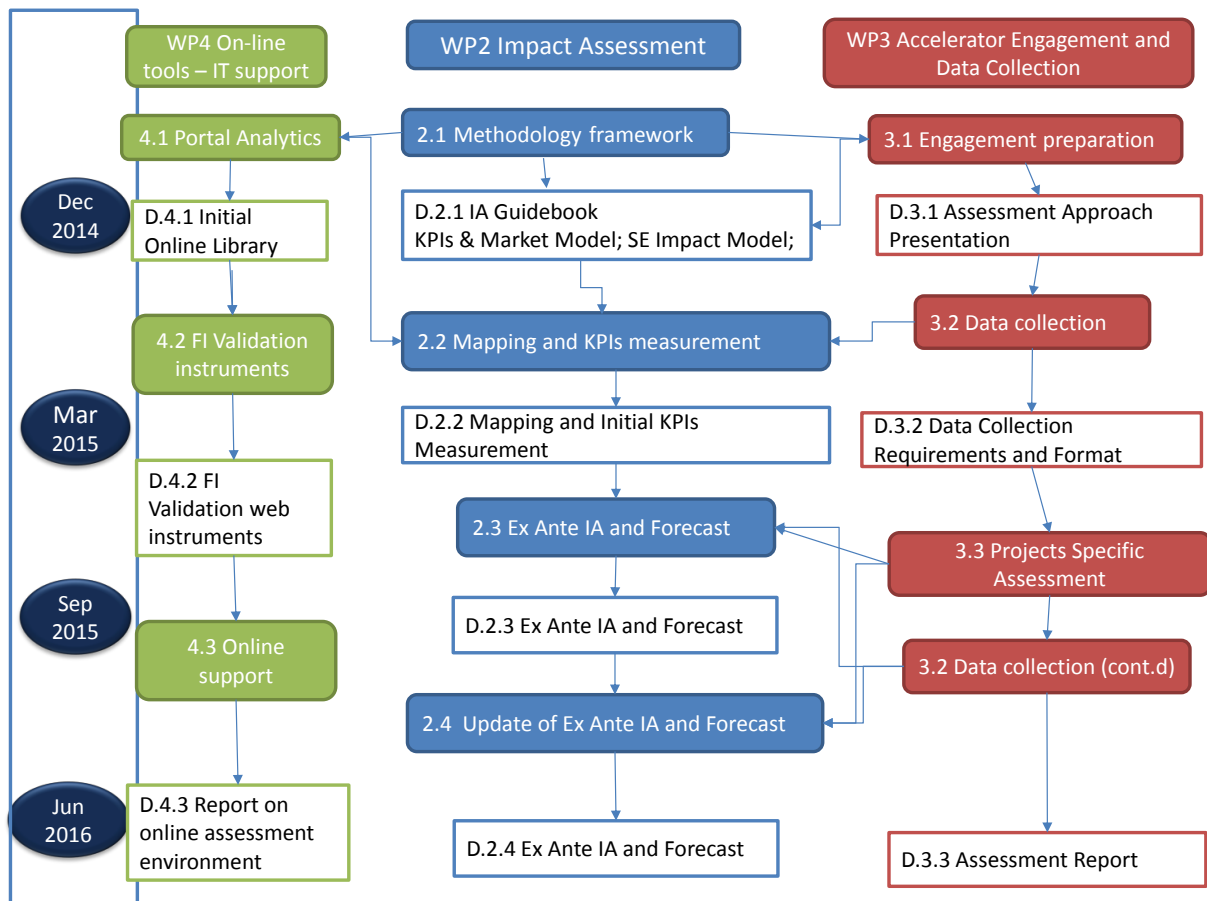 WP4 On-line
tools – IT support
WP2 Impact Assessment
WP3 Accelerator Engagement and
Data Collection
4.1 Portal Analytics
2.1 Methodology framework
3.1 Engagement preparation
Dec
2014
D.4.1 Initial
Online Library
D.2.1 IA Guidebook
KPIs & Market Model; SE Impact Model;
D.3.1 Assessment Approach
Presentation
4.2 FI Validation
instruments
2.2 Mapping and KPIs measurement
3.2 Data collection
Mar
2015
D.2.2 Mapping and Initial KPIs
Measurement
D.3.2 Data Collection
Requirements and Format
D.4.2 FI
Validation web
instruments
2.3 Ex Ante IA and Forecast
3.3 Projects Specific
Assessment
Sep
2015
D.2.3 Ex Ante IA and Forecast
4.3 Online
support
3.2 Data collection (cont.d)
2.4  Update of Ex Ante IA and Forecast
Jun
2016
D.4.3 Report on
online assessment
environment
D.2.4 Ex Ante IA and Forecast
D.3.3 Assessment Report